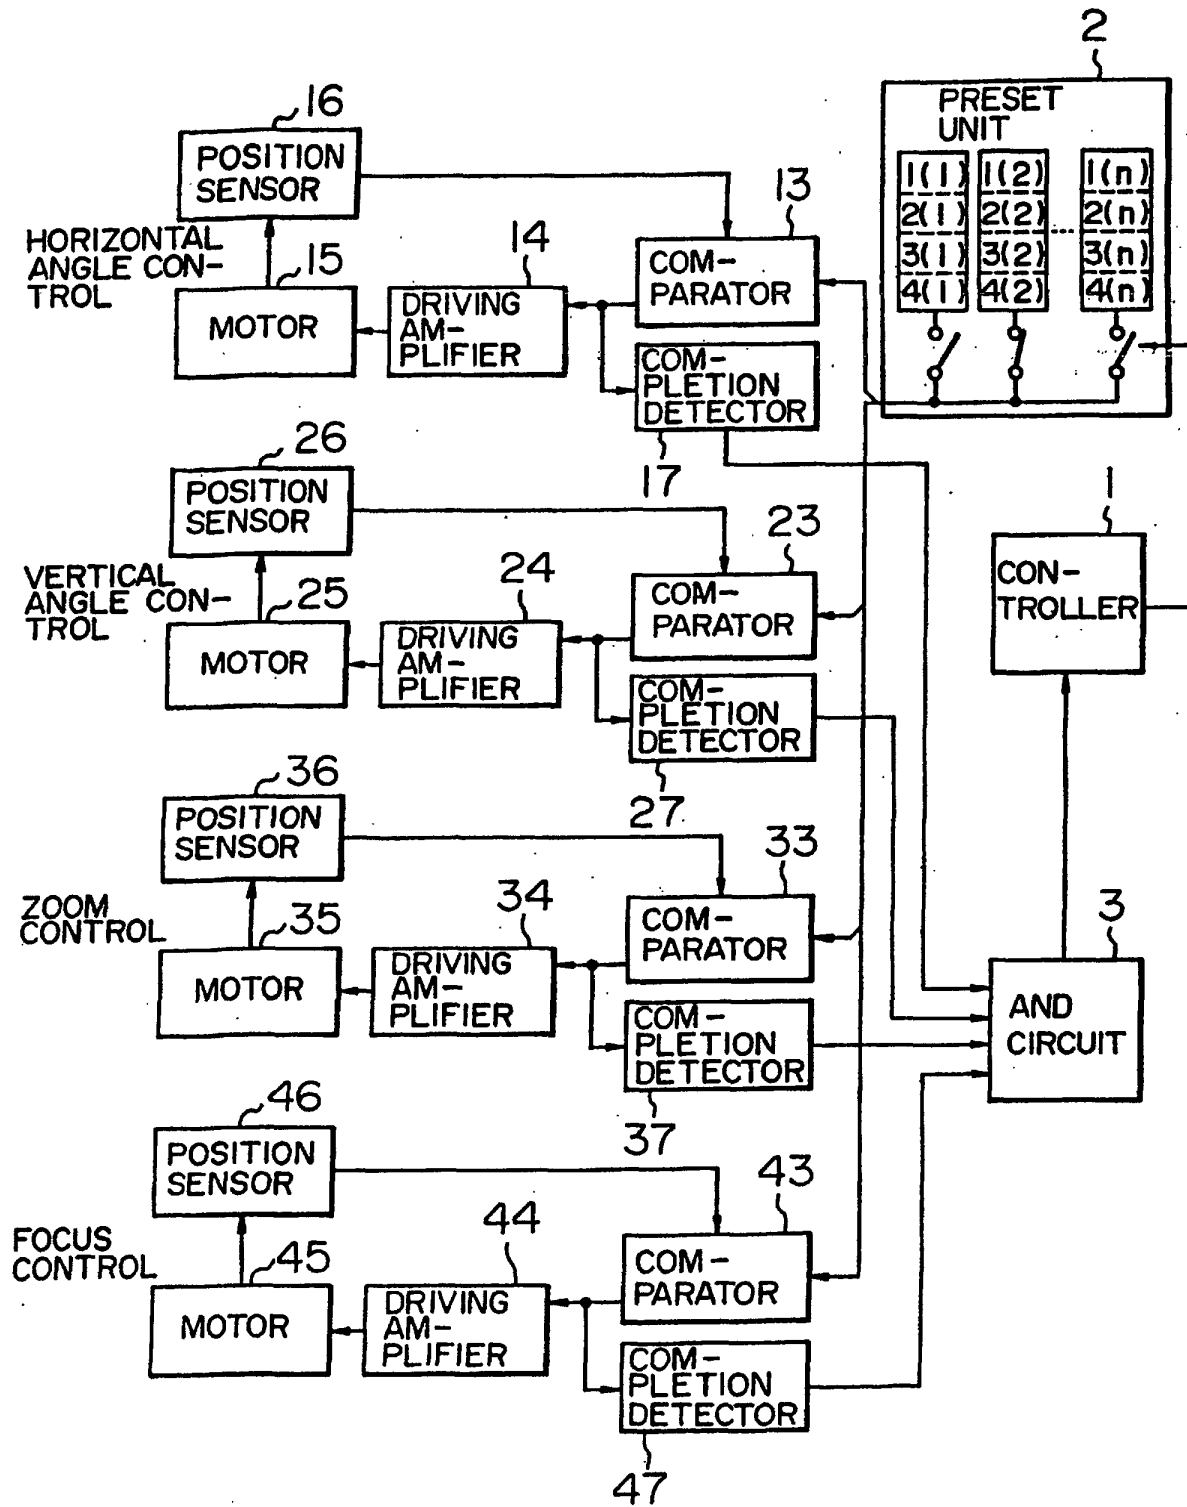 2
PRESET
UNIT
1(1) 1(2) 1(n)
2(1) 2(2) 2(n)
3(1) 3(2) 3(n)
4(1) 4(2) 4(n)
16
POSITION
SENSOR
13
COM-
PARATOR
HORIZONTAL
ANGLE CON-
TROL
15
MOTOR
14
DRIVING
AM-
PLIFIER
COM-
PLETION
DETECTOR
17
26
POSITION
SENSOR
23
COM-
PARATOR
1
CON-
TROLLER
VERTICAL
ANGLE CON-
TROL
25
MOTOR
24
DRIVING
AM-
PLIFIER
COM-
PLETION
DETECTOR
27
36
POSITION
SENSOR
33
COM-
PARATOR
ZOOM
CONTROL
35
MOTOR
34
DRIVING
AM-
PLIFIER
COM-
PLETION
DETECTOR
37
3
AND
CIRCUIT
46
POSITION
SENSOR
43
COM-
PARATOR
FOCUS
CONTROL
45
MOTOR
44
DRIVING
AM-
PLIFIER
COM-
PLETION
DETECTOR
47